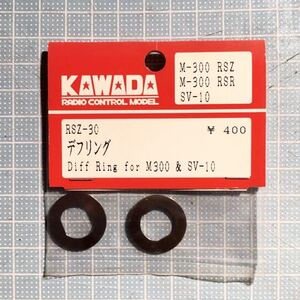 KAWADA
RADIO CONTROL MODEL
M-300 RSZ
M-300 RSR
SV-10
RSZ-30
¥ 400
デフリング
Diff Ring for M300 & SV-10